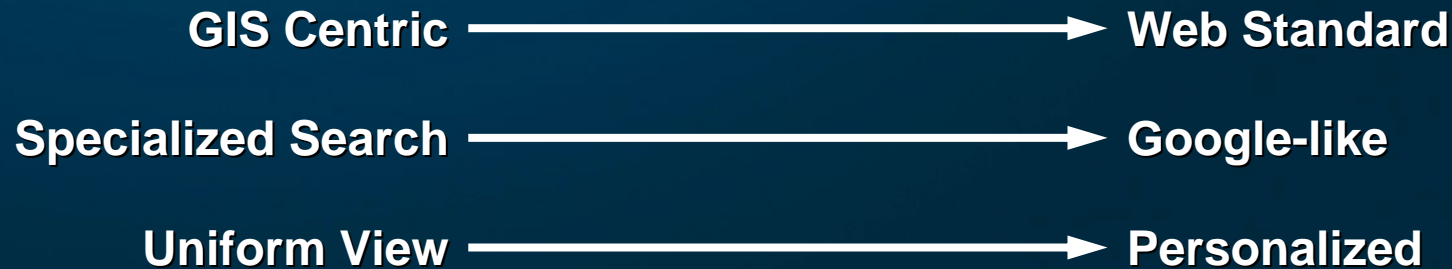 GIS Centric Web Standard
Specialized Search Google-like
Uniform View Personalized